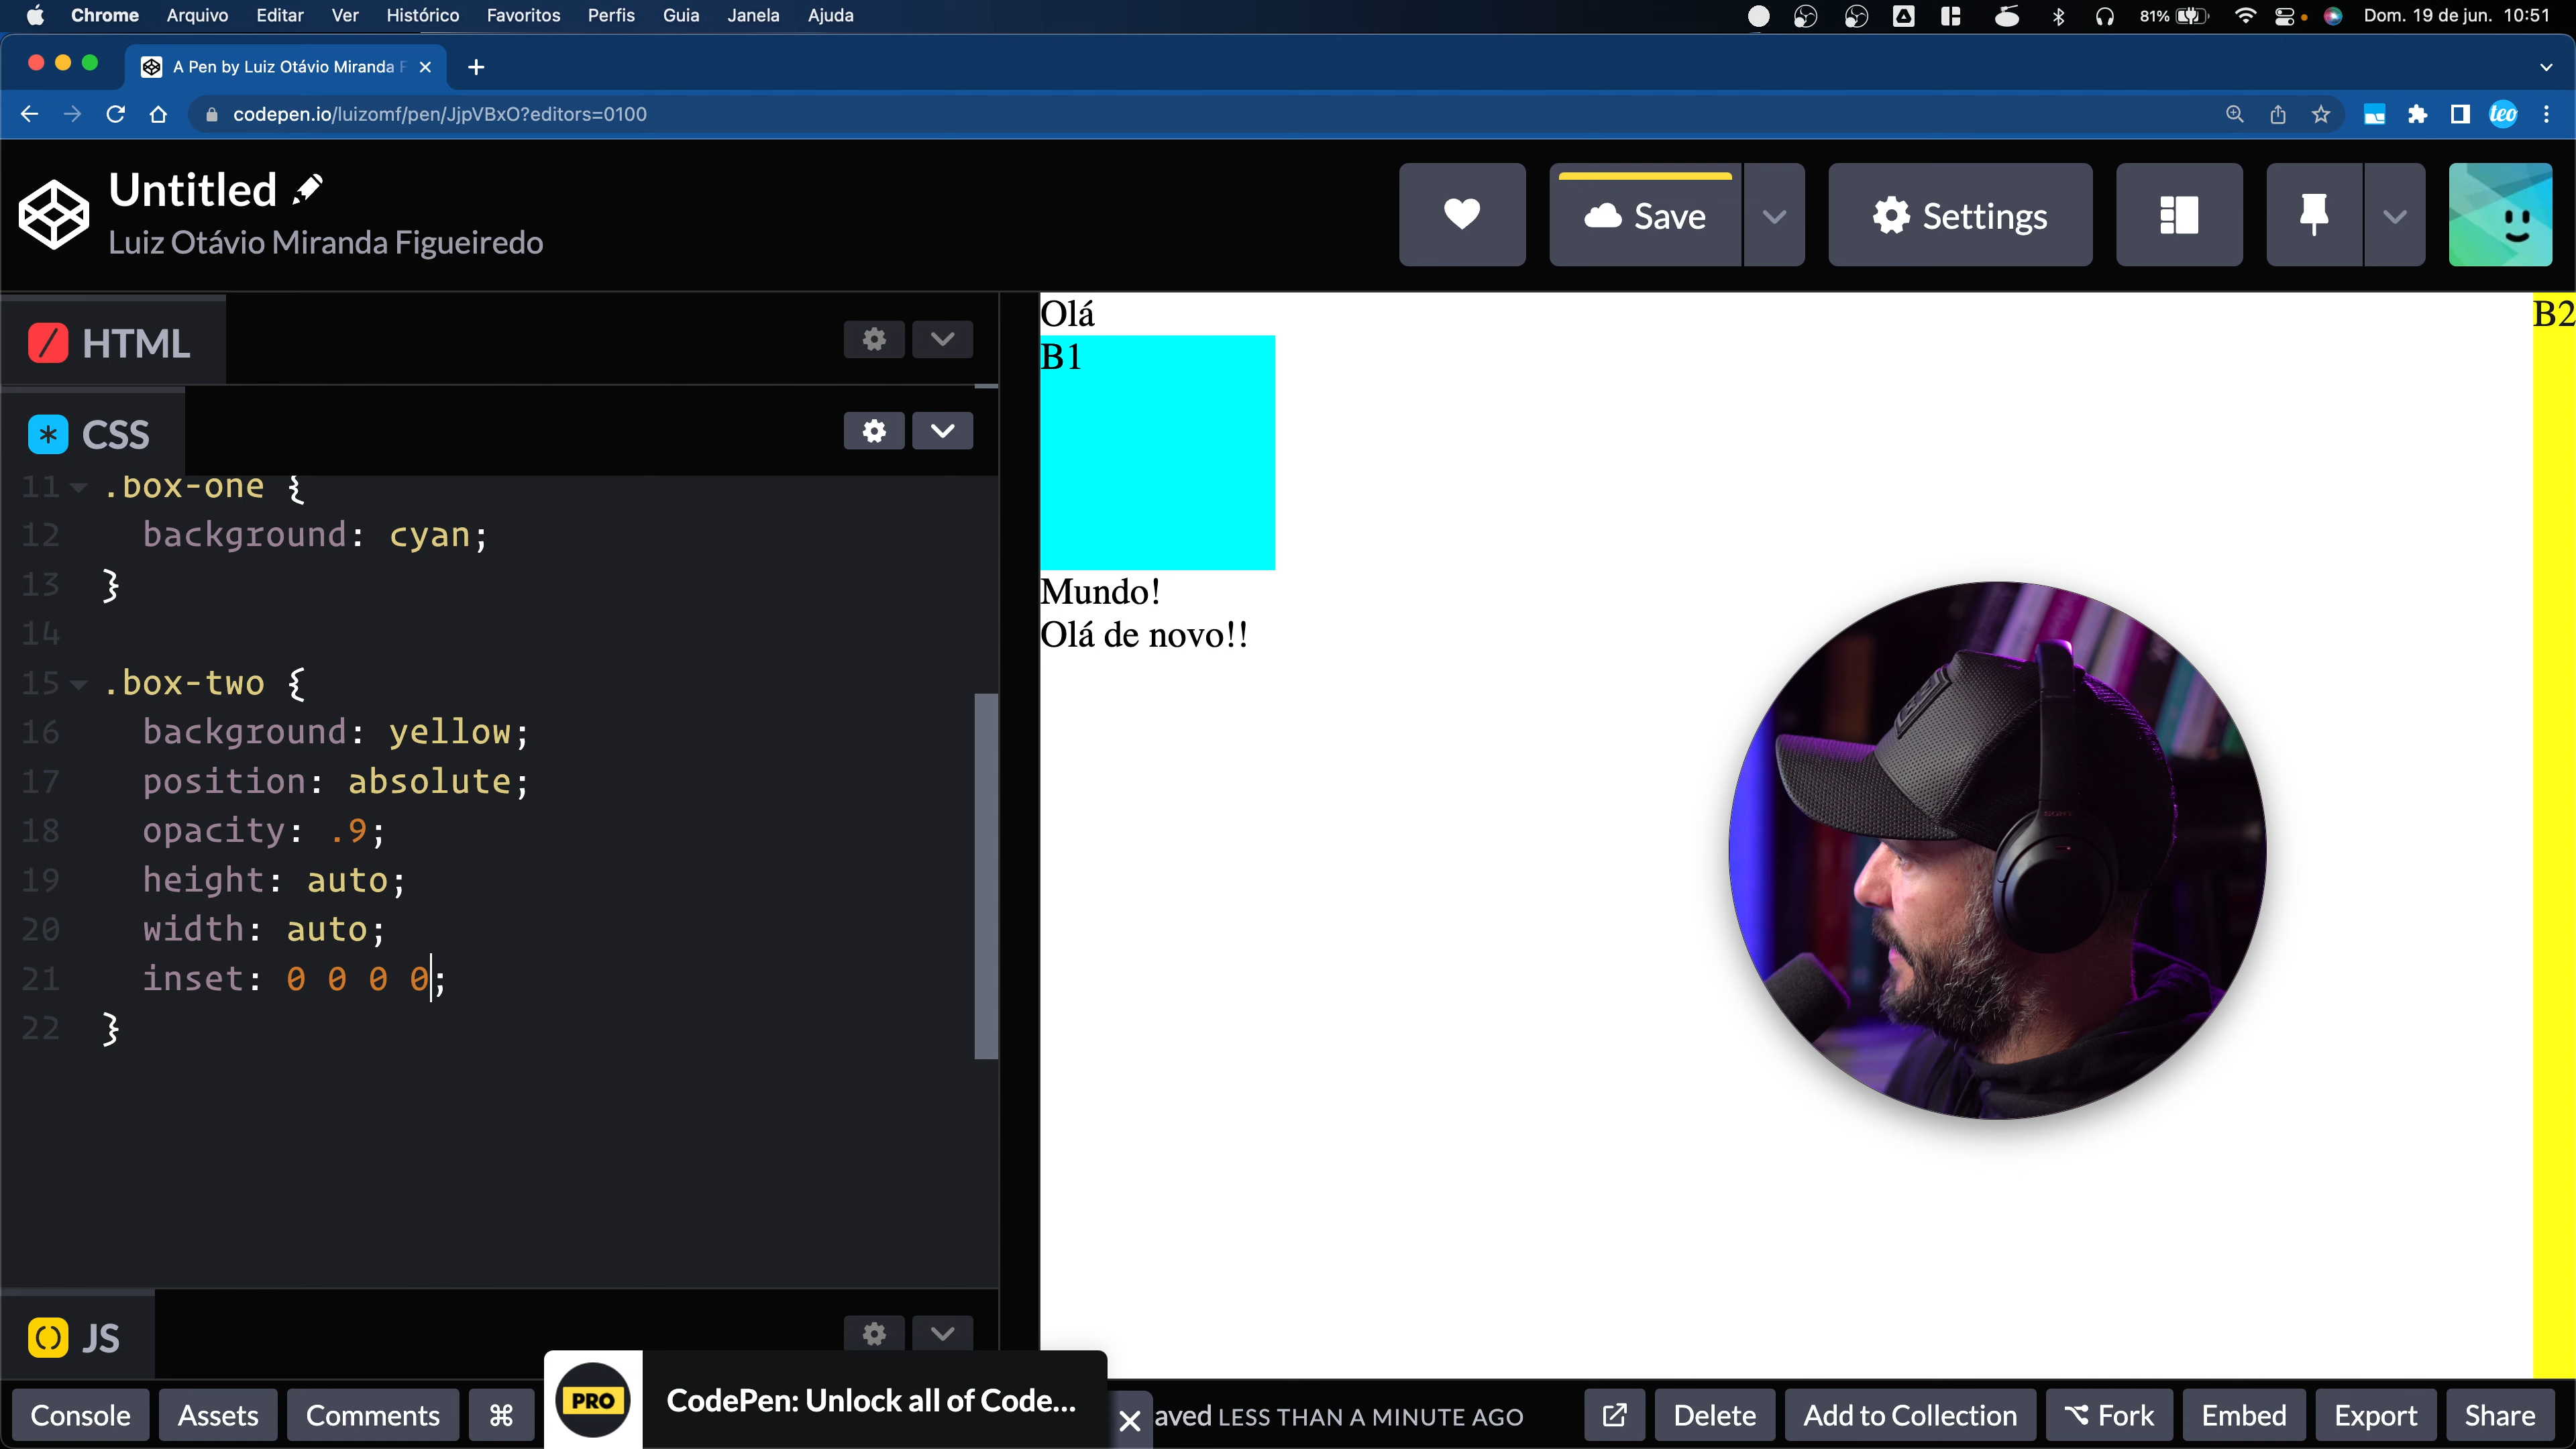 Chrome Arquivo Editar Ver Histórico Favoritos Perfis Guia Janela Ajuda 81% Dom. 19 de jun. 10:51
A Pen by Luiz Otávio Miranda F
codepen.io/luizomf/pen/JjpVBxO?editors=0100
teo
Untitled
Luiz Otávio Miranda Figueiredo
Save
Settings
HTML
CSS
11 .box-one {
12 background: cyan;
13 }
14
15 .box-two {
16 background: yellow;
17 position: absolute;
18 opacity: .9;
19 height: auto;
20 width: auto;
21 inset: 0 0 0 0;
22 }
JS
Olá
B1
Mundo!
Olá de novo!!
B2
SONY
Console Assets Comments ⌘
PRO
CodePen: Unlock all of Code...
aved LESS THAN A MINUTE AGO
Delete Add to Collection Fork Embed Export Share